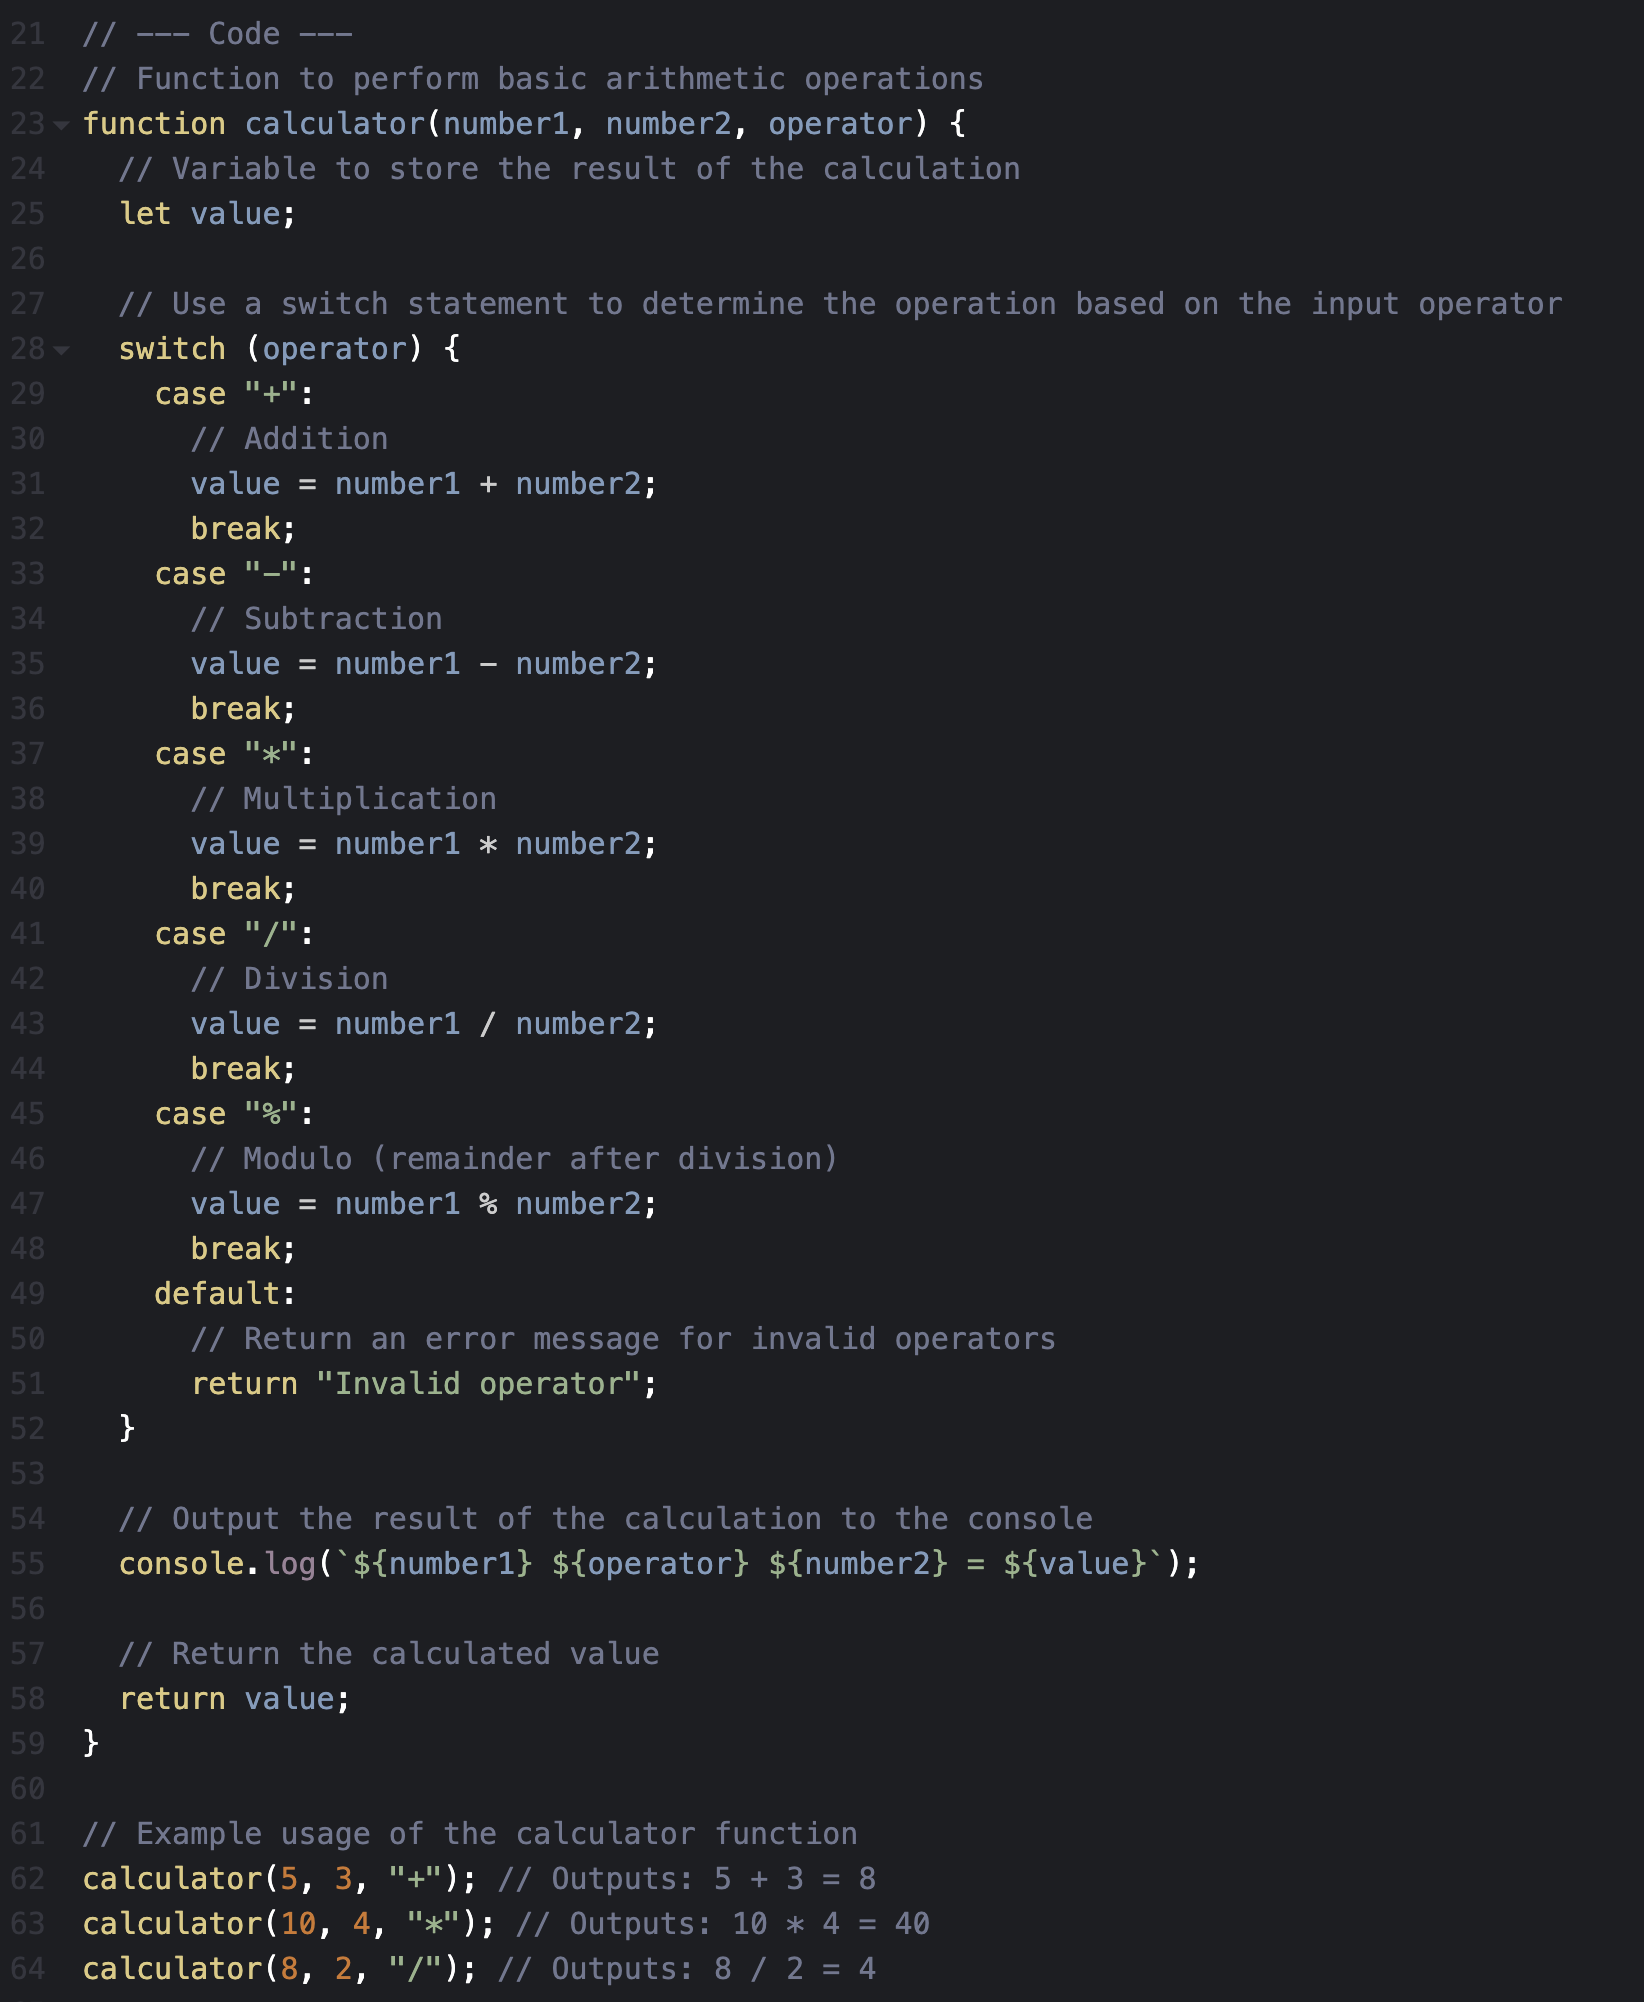 21 // --- Code ---
22 // Function to perform basic arithmetic operations
23 function calculator(number1, number2, operator) {
24   // Variable to store the result of the calculation
25   let value;
26
27   // Use a switch statement to determine the operation based on the input operator
28   switch (operator) {
29     case "+":
30       // Addition
31       value = number1 + number2;
32       break;
33     case "-":
34       // Subtraction
35       value = number1 - number2;
36       break;
37     case "*":
38       // Multiplication
39       value = number1 * number2;
40       break;
41     case "/":
42       // Division
43       value = number1 / number2;
44       break;
45     case "%":
46       // Modulo (remainder after division)
47       value = number1 % number2;
48       break;
49     default:
50       // Return an error message for invalid operators
51       return "Invalid operator";
52   }
53
54   // Output the result of the calculation to the console
55   console.log(`${number1} ${operator} ${number2} = ${value}`);
56
57   // Return the calculated value
58   return value;
59 }
60
61 // Example usage of the calculator function
62 calculator(5, 3, "+"); // Outputs: 5 + 3 = 8
63 calculator(10, 4, "*"); // Outputs: 10 * 4 = 40
64 calculator(8, 2, "/"); // Outputs: 8 / 2 = 4